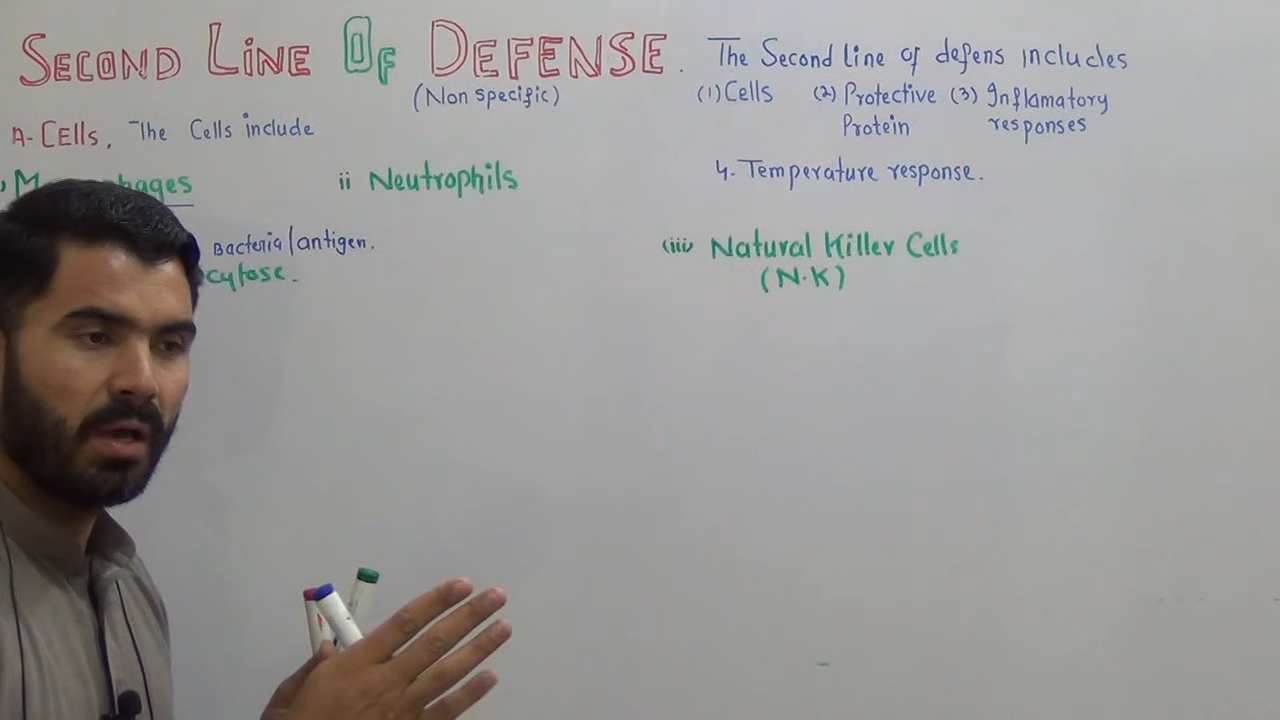 SECOND LINE OF DEFENSE.
(Non specific)
The Second line of defens includes
(1) Cells (2) Protective Protein (3) Inflamatory responses
4. Temperature response.
A- CElls, The Cells include
ii Neutrophils
Bacteria/antigen.
(iii) Natural Killer Cells
(N.K)